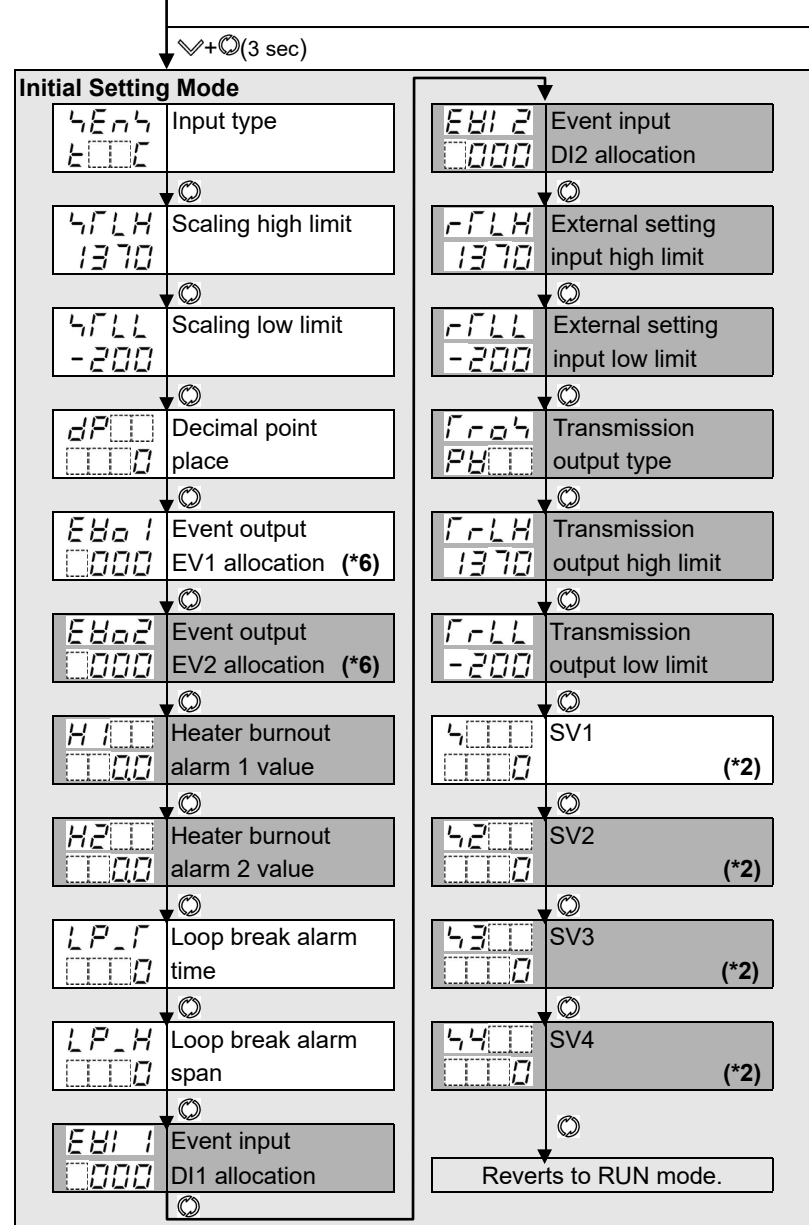 +(3 sec)
Initial Setting Mode
SEnS Input type
t C
STLH Scaling high limit
1370
STLL Scaling low limit
-200
dP Decimal point
0 place
EVo1 Event output
000 EV1 allocation (*6)
EVo2 Event output
000 EV2 allocation (*6)
H1 Heater burnout
0.0 alarm 1 value
H2 Heater burnout
0.0 alarm 2 value
LP_T Loop break alarm
0 time
LP_H Loop break alarm
0 span
EVI 1 Event input
000 DI1 allocation
EVI 2 Event input
000 DI2 allocation
rTLH External setting
1370 input high limit
rTLL External setting
-200 input low limit
TroS Transmission
PV output type
TrLH Transmission
1370 output high limit
TrLL Transmission
-200 output low limit
S SV1
0 (*2)
S2 SV2
0 (*2)
S3 SV3
0 (*2)
S4 SV4
0 (*2)
Reverts to RUN mode.